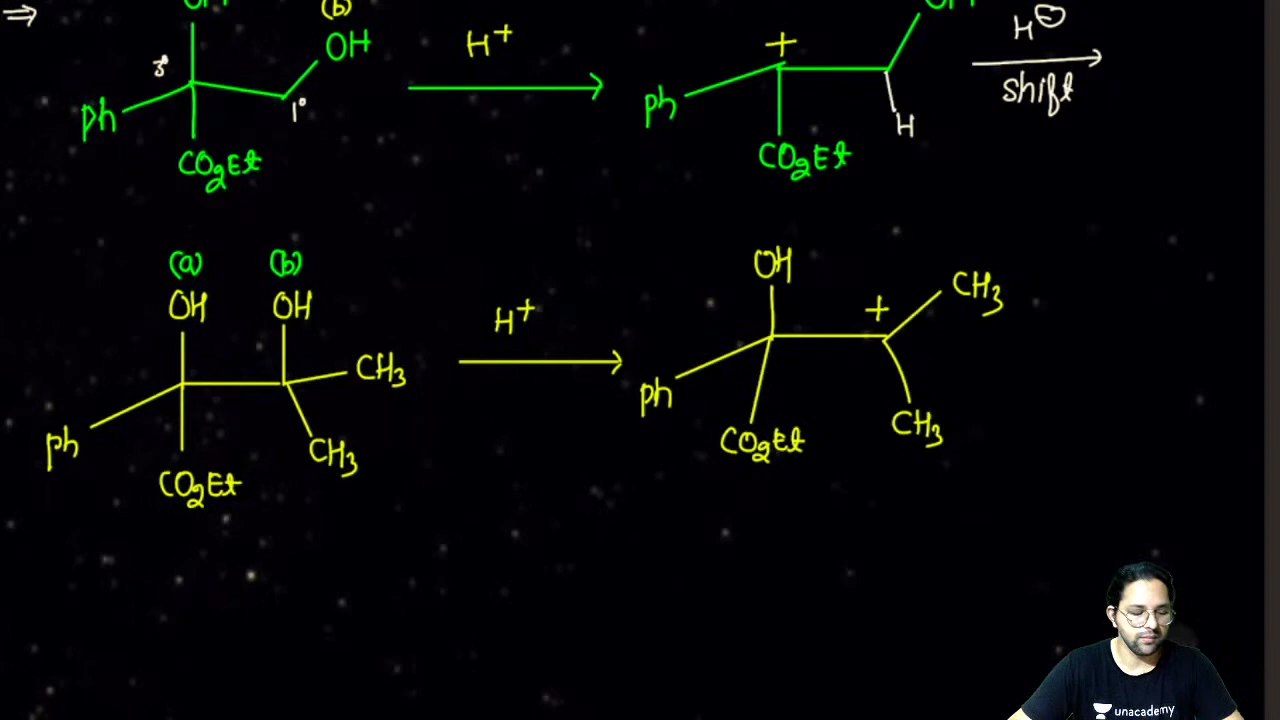 ⇒
(b)
OH
3°
1°
Ph
CO2Et
H+
+
Ph
CO2Et
H
H⊖
shift
(a) (b)
OH OH
CH3
CH3
Ph
CO2Et
H+
OH
+
CH3
CH3
Ph
CO2Et
unacademy